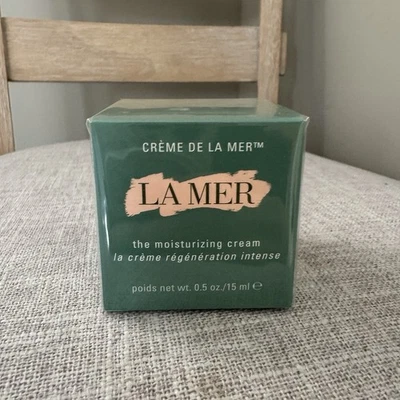 CRÈME DE LA MER™
LA MER
the moisturizing cream
la crème régénération intense
poids net wt. 0.5 oz./15 ml ℮